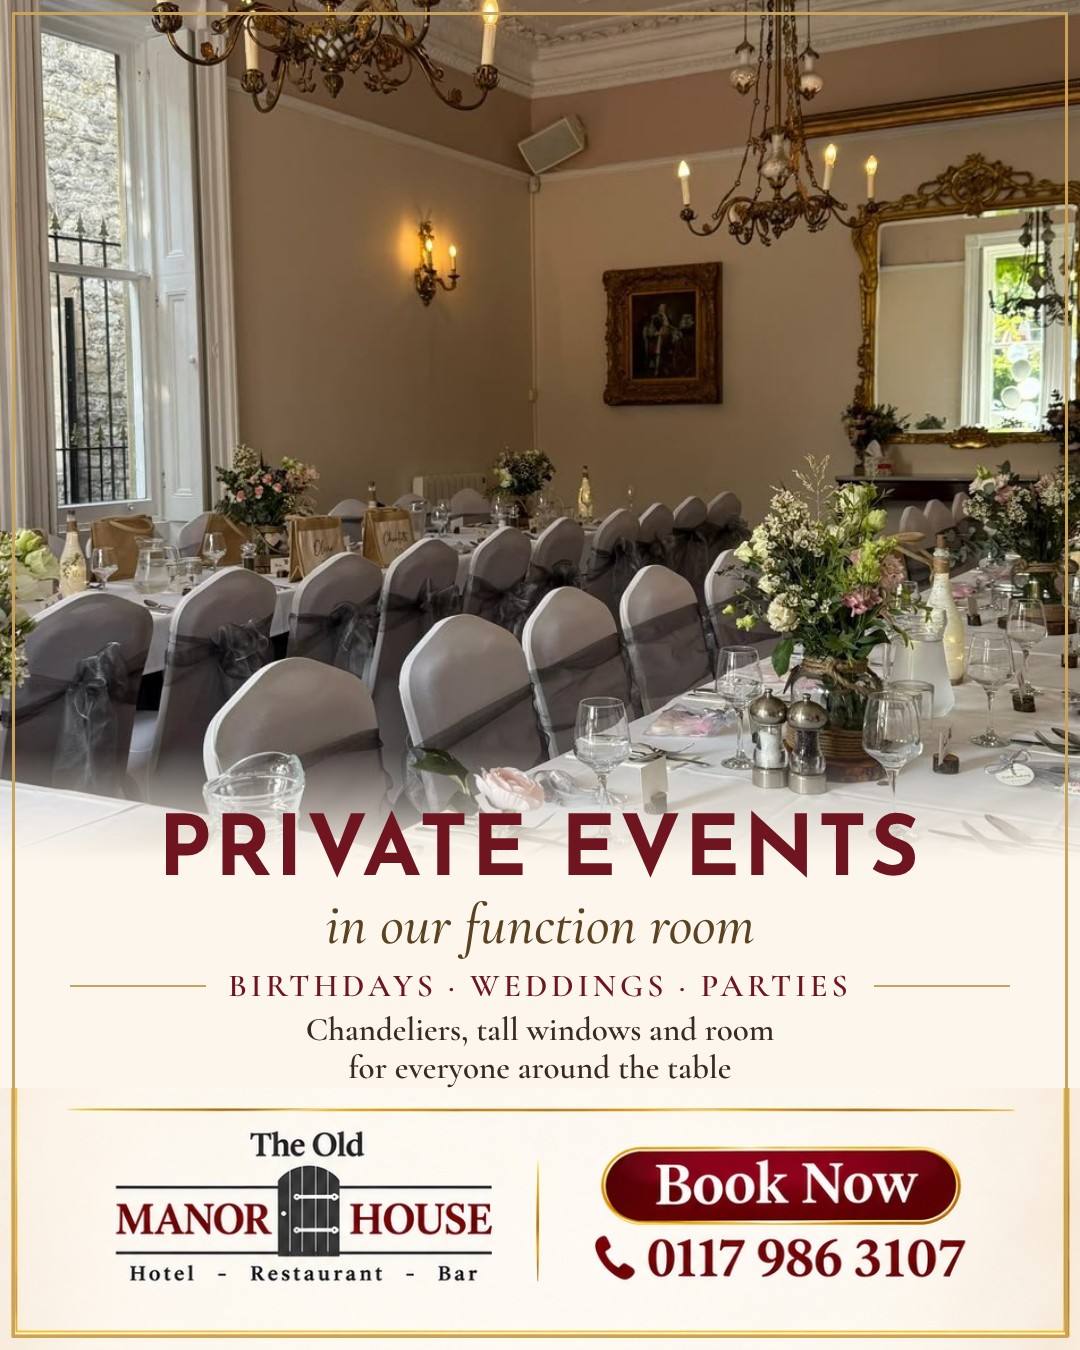 PRIVATE EVENTS
in our function room
BIRTHDAYS · WEDDINGS · PARTIES
Chandeliers, tall windows and room
for everyone around the table
The Old
MANOR HOUSE
Hotel - Restaurant - Bar
Book Now
0117 986 3107